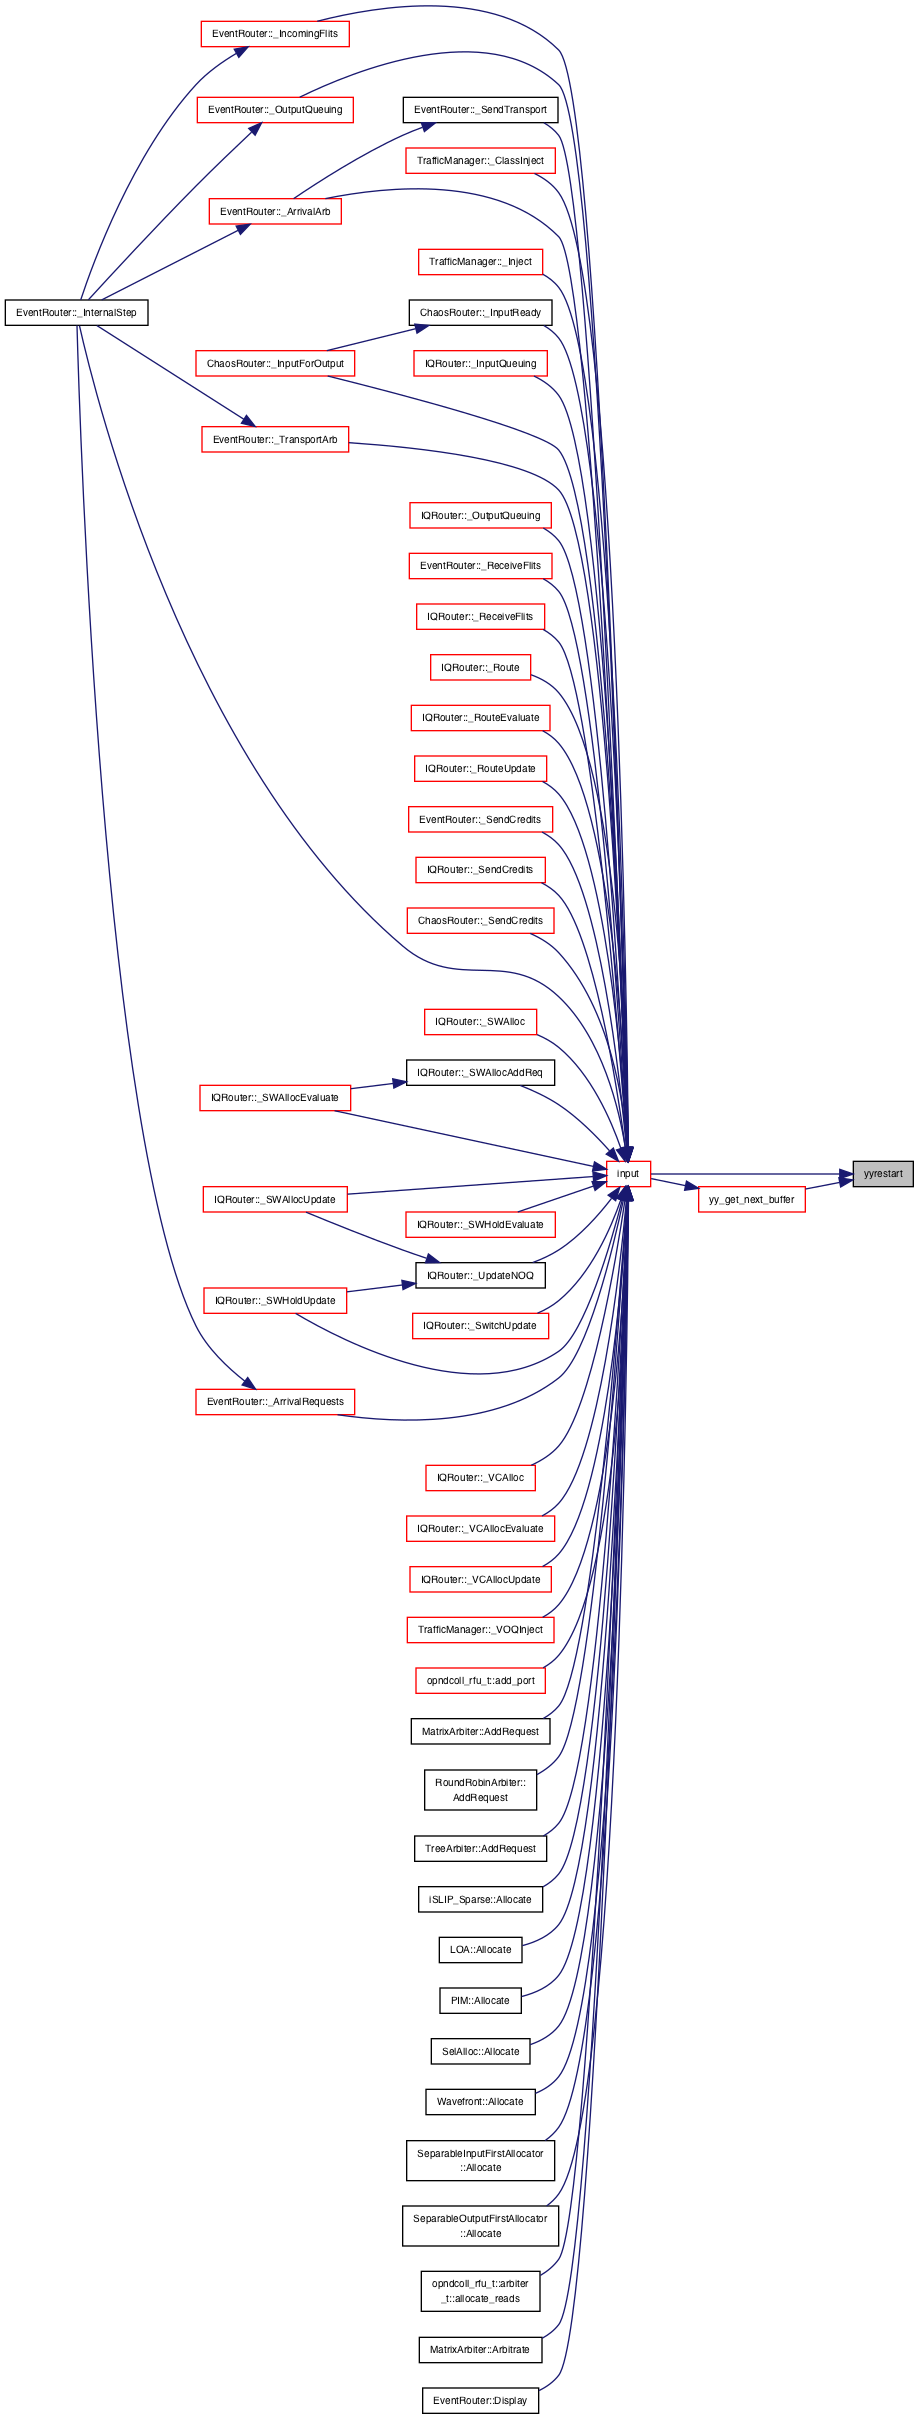 EventRouter::_IncomingFlits
EventRouter::_OutputQueuing
EventRouter::_SendTransport
TrafficManager::_ClassInject
EventRouter::_ArrivalArb
TrafficManager::_Inject
EventRouter::_InternalStep
ChaosRouter::_InputReady
ChaosRouter::_InputForOutput
IQRouter::_InputQueuing
EventRouter::_TransportArb
IQRouter::_OutputQueuing
EventRouter::_ReceiveFlits
IQRouter::_ReceiveFlits
IQRouter::_Route
IQRouter::_RouteEvaluate
IQRouter::_RouteUpdate
EventRouter::_SendCredits
IQRouter::_SendCredits
ChaosRouter::_SendCredits
IQRouter::_SWAlloc
IQRouter::_SWAllocAddReq
IQRouter::_SWAllocEvaluate
input
yyrestart
IQRouter::_SWAllocUpdate
yy_get_next_buffer
IQRouter::_SWHoldEvaluate
IQRouter::_UpdateNOQ
IQRouter::_SWHoldUpdate
IQRouter::_SwitchUpdate
EventRouter::_ArrivalRequests
IQRouter::_VCAlloc
IQRouter::_VCAllocEvaluate
IQRouter::_VCAllocUpdate
TrafficManager::_VOQInject
opndcoll_rfu_t::add_port
MatrixArbiter::AddRequest
RoundRobinArbiter::
AddRequest
TreeArbiter::AddRequest
iSLIP_Sparse::Allocate
LOA::Allocate
PIM::Allocate
SelAlloc::Allocate
Wavefront::Allocate
SeparableInputFirstAllocator
::Allocate
SeparableOutputFirstAllocator
::Allocate
opndcoll_rfu_t::arbiter
_t::allocate_reads
MatrixArbiter::Arbitrate
EventRouter::Display